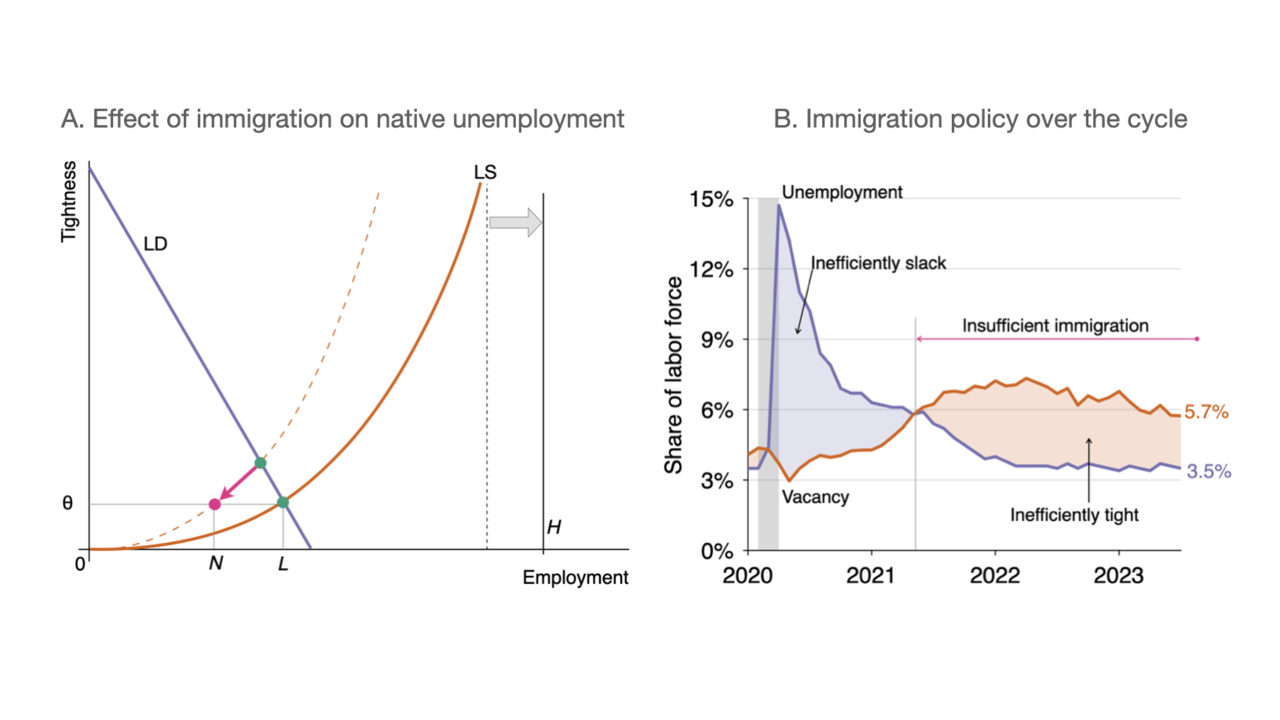 A. Effect of immigration on native unemployment
Tightness
LS
LD
θ
H
0
N
L
Employment
B. Immigration policy over the cycle
Share of labor force
15%
12%
9%
6%
3%
0%
Unemployment
Inefficiently slack
Insufficient immigration
5.7%
3.5%
Vacancy
Inefficiently tight
2020
2021
2022
2023